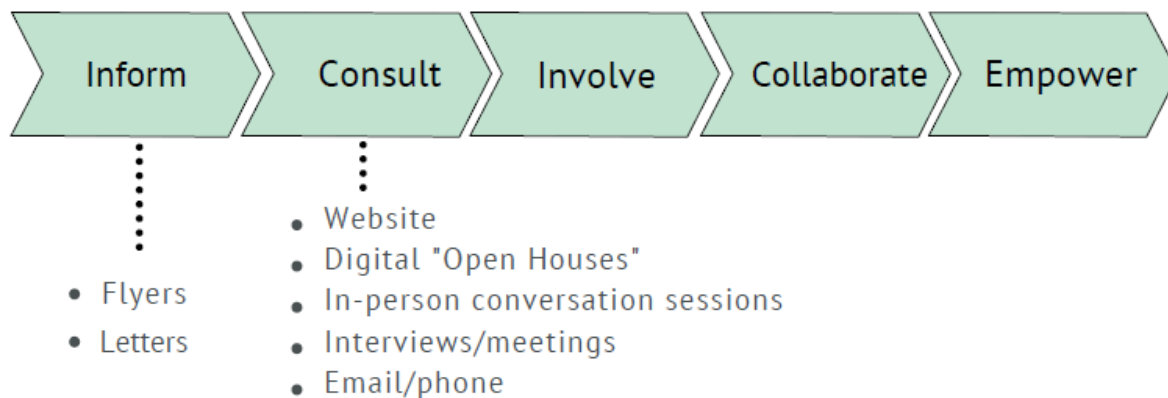 Inform
Consult
Involve
Collaborate
Empower
Flyers
Letters
Website
Digital "Open Houses"
In-person conversation sessions
Interviews/meetings
Email/phone